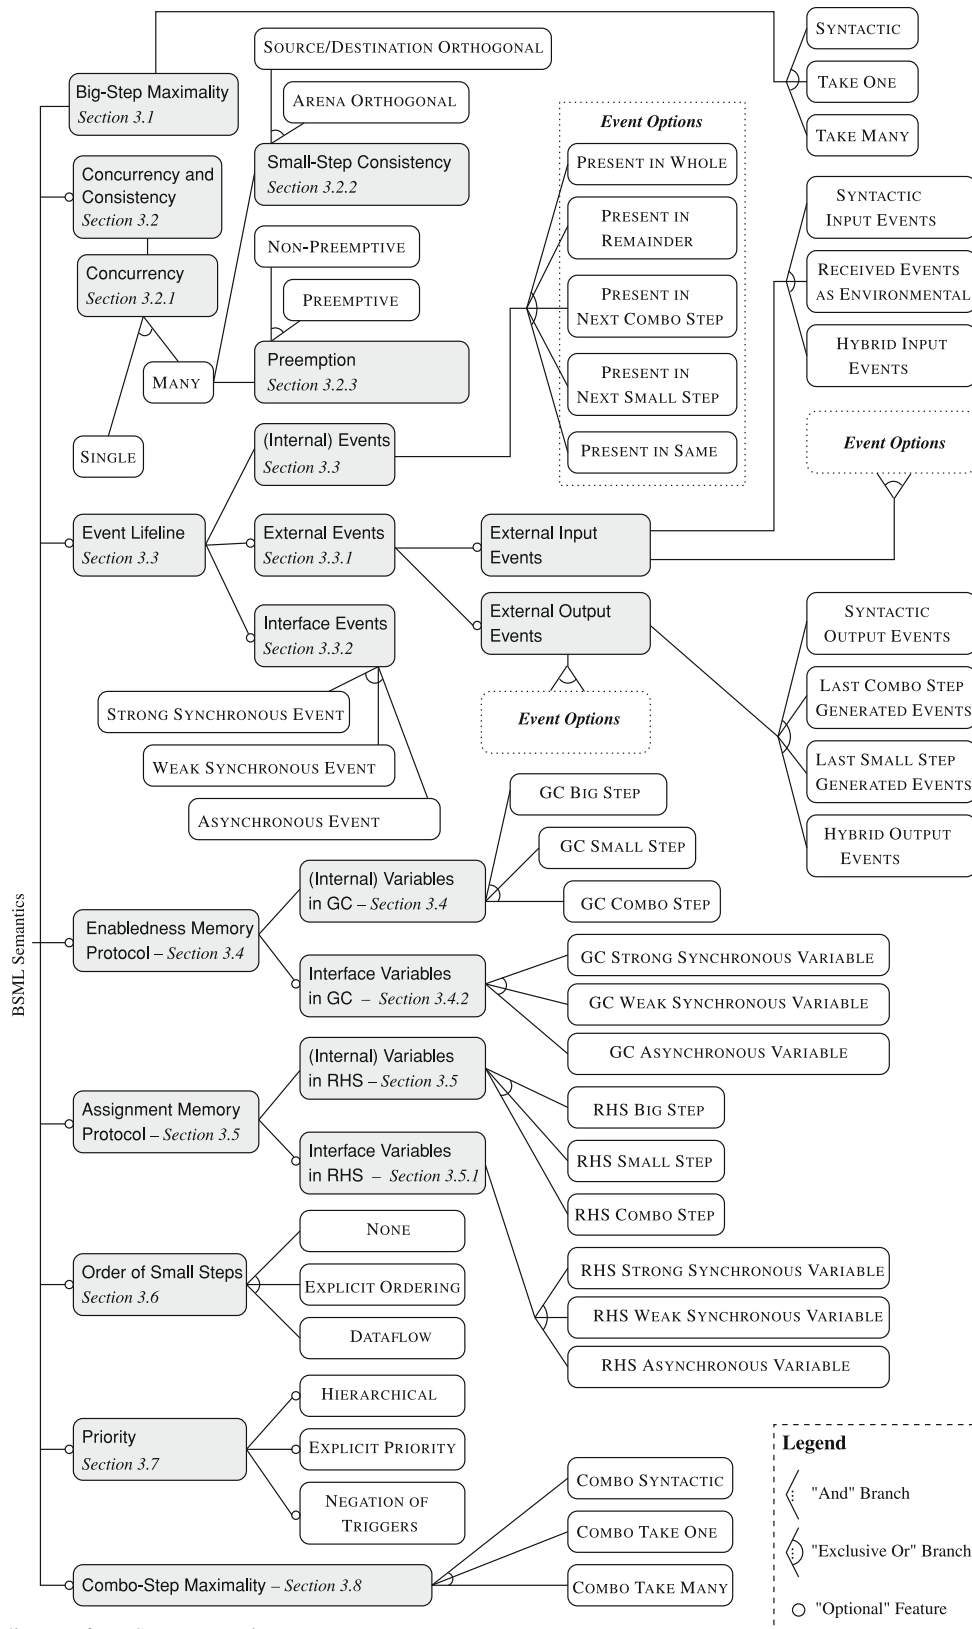 BSML Semantics
Big-Step Maximality
Section 3.1
SYNTACTIC
TAKE ONE
TAKE MANY
Concurrency and
Consistency
Section 3.2
Concurrency
Section 3.2.1
SINGLE
MANY
SOURCE/DESTINATION ORTHOGONAL
ARENA ORTHOGONAL
Small-Step Consistency
Section 3.2.2
NON-PREEMPTIVE
PREEMPTIVE
Preemption
Section 3.2.3
Event Lifeline
Section 3.3
(Internal) Events
Section 3.3
Event Options
PRESENT IN WHOLE
PRESENT IN
REMAINDER
PRESENT IN
NEXT COMBO STEP
PRESENT IN
NEXT SMALL STEP
PRESENT IN SAME
External Events
Section 3.3.1
External Input
Events
SYNTACTIC
INPUT EVENTS
RECEIVED EVENTS
AS ENVIRONMENTAL
HYBRID INPUT
EVENTS
Event Options
External Output
Events
Event Options
SYNTACTIC
OUTPUT EVENTS
LAST COMBO STEP
GENERATED EVENTS
LAST SMALL STEP
GENERATED EVENTS
HYBRID OUTPUT
EVENTS
Interface Events
Section 3.3.2
STRONG SYNCHRONOUS EVENT
WEAK SYNCHRONOUS EVENT
ASYNCHRONOUS EVENT
Enabledness Memory
Protocol – Section 3.4
(Internal) Variables
in GC – Section 3.4
GC BIG STEP
GC SMALL STEP
GC COMBO STEP
Interface Variables
in GC – Section 3.4.2
GC STRONG SYNCHRONOUS VARIABLE
GC WEAK SYNCHRONOUS VARIABLE
GC ASYNCHRONOUS VARIABLE
Assignment Memory
Protocol – Section 3.5
(Internal) Variables
in RHS – Section 3.5
RHS BIG STEP
RHS SMALL STEP
RHS COMBO STEP
Interface Variables
in RHS – Section 3.5.1
RHS STRONG SYNCHRONOUS VARIABLE
RHS WEAK SYNCHRONOUS VARIABLE
RHS ASYNCHRONOUS VARIABLE
Order of Small Steps
Section 3.6
NONE
EXPLICIT ORDERING
DATAFLOW
Priority
Section 3.7
HIERARCHICAL
EXPLICIT PRIORITY
NEGATION OF
TRIGGERS
Combo-Step Maximality – Section 3.8
COMBO SYNTACTIC
COMBO TAKE ONE
COMBO TAKE MANY
Legend
"And" Branch
"Exclusive Or" Branch
"Optional" Feature